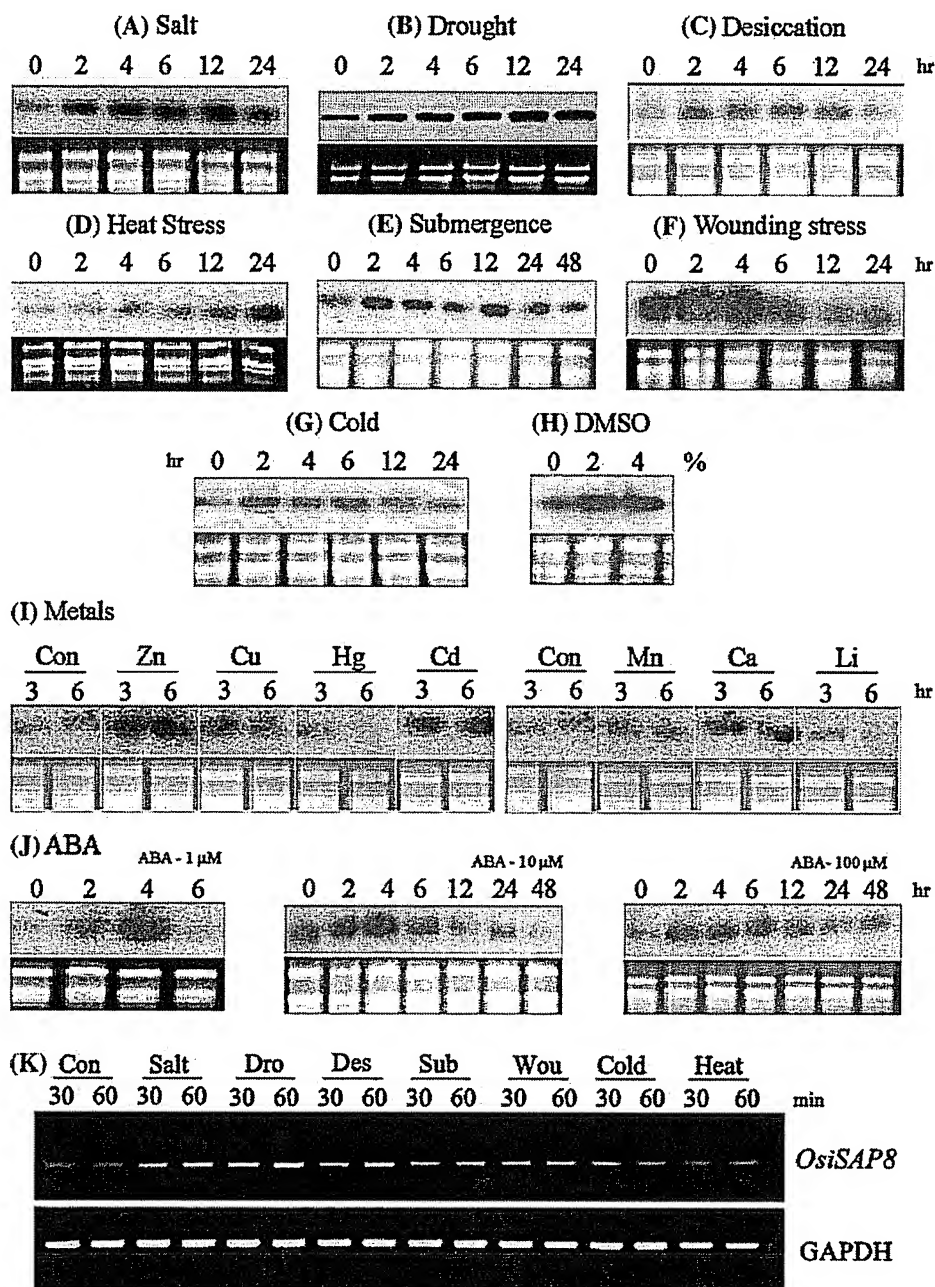 (A) Salt
(B) Drought
(C) Desiccation
0 2 4 6 12 24
0 2 4 6 12 24
0 2 4 6 12 24 hr
(D) Heat Stress
(E) Submergence
(F) Wounding stress
0 2 4 6 12 24
0 2 4 6 12 24 48
0 2 4 6 12 24 hr
(G) Cold
(H) DMSO
hr 0 2 4 6 12 24
0 2 4 %
(I) Metals
Con Zn Cu Hg Cd Con Mn Ca Li
3 6 3 6 3 6 3 6 3 6 3 6 3 6 3 6 3 6 hr
(J) ABA
ABA - 1 µM
ABA - 10 µM
ABA- 100 µM
0 2 4 6
0 2 4 6 12 24 48
0 2 4 6 12 24 48 hr
(K) Con Salt Dro Des Sub Wou Cold Heat
30 60 30 60 30 60 30 60 30 60 30 60 30 60 30 60 min
OsiSAP8
GAPDH